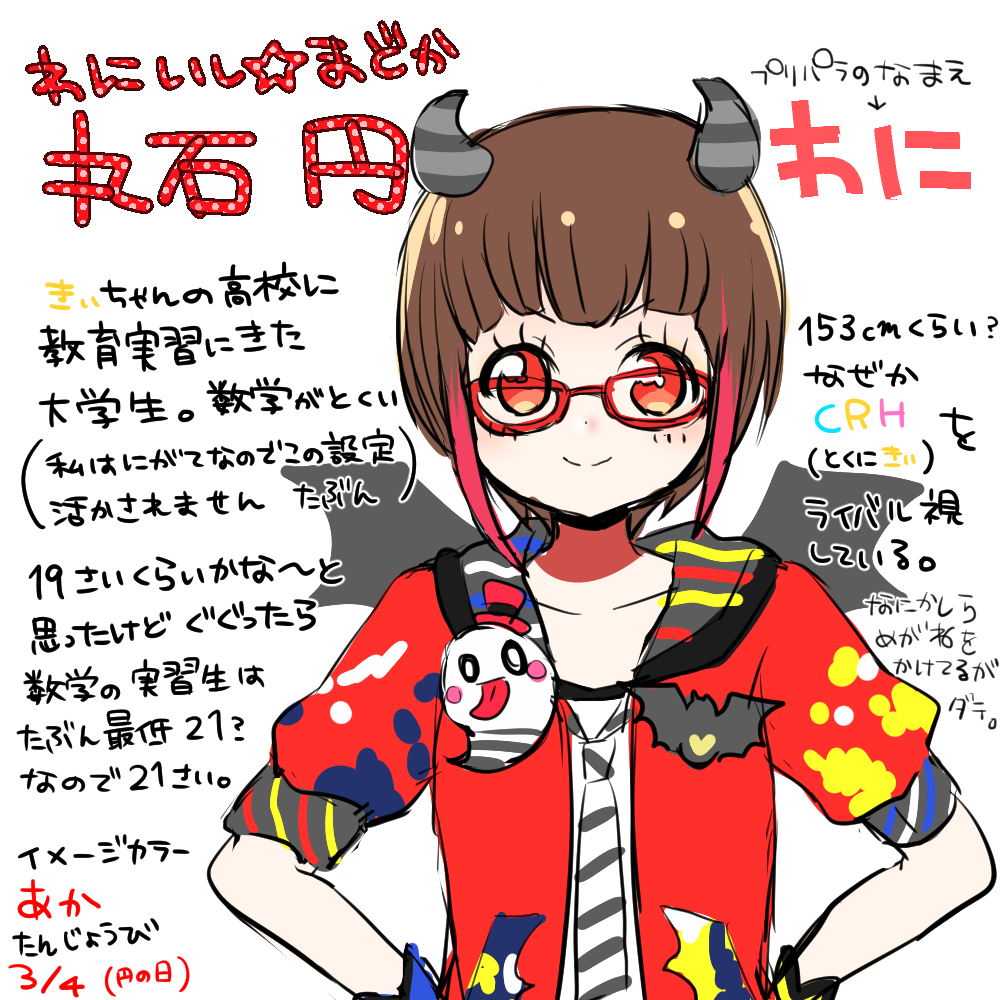 わにいし☆まどか
石 円
プリパラのなまえ
↓
わに
きぃちゃんの高校に
教育実習にきた
大学生。数学がとくい
(私はにがてなのでこの設定
活かされません たぶん)
19さいくらいかな〜と
思ったけど ぐぐったら
数学の実習生は
たぶん最低21?
なので21さい。
イメージカラー
あか
たんじょうび
3/4 (円の日)
153cmくらい?
なぜか
CRHを
(とくにきぃ)
ライバル視
している。
なにかしら
めがねを
かけてるが
ダテ。